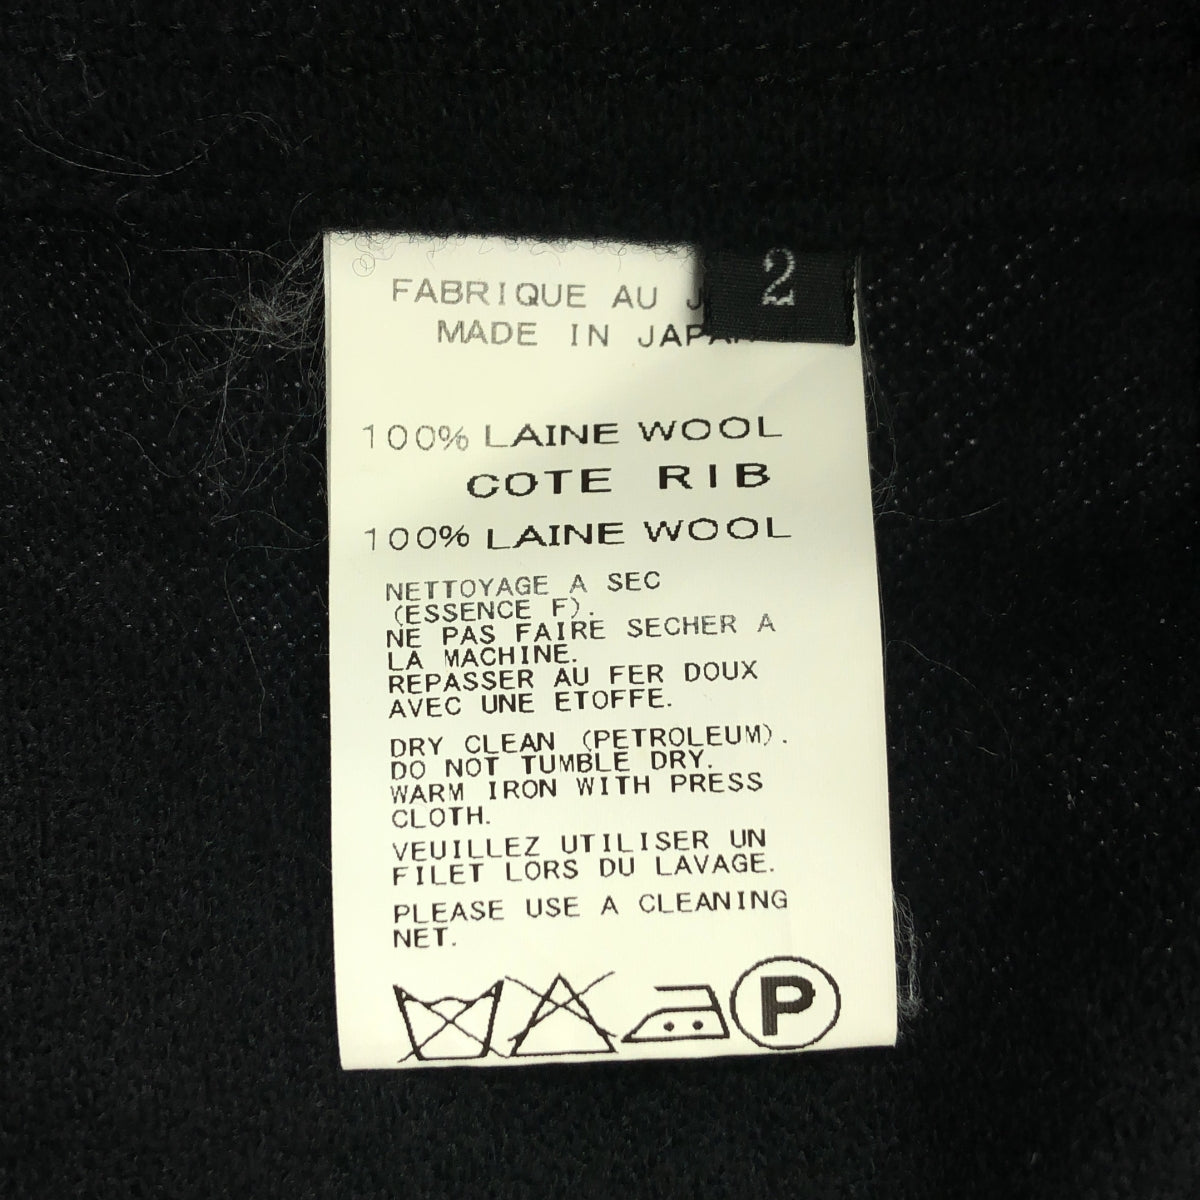 2
FABRIQUE AU
MADE IN
100% LAINE WOOL
COTE RIB
100% LAINE WOOL
NETTOYAGE A SEC
(ESSENCE F).
NE PAS FAIRE SECHER A
LA MACHINE.
REPASSER AU FER DOUX
AVEC UNE ETOFFE.
DRY CLEAN (PETROLEUM).
DO NOT TUMBLE DRY.
WARM IRON WITH PRESS
CLOTH.
VEUILLEZ UTILISER UN
FILET LORS DU LAVAGE.
PLEASE USE A CLEANING
NET.
P